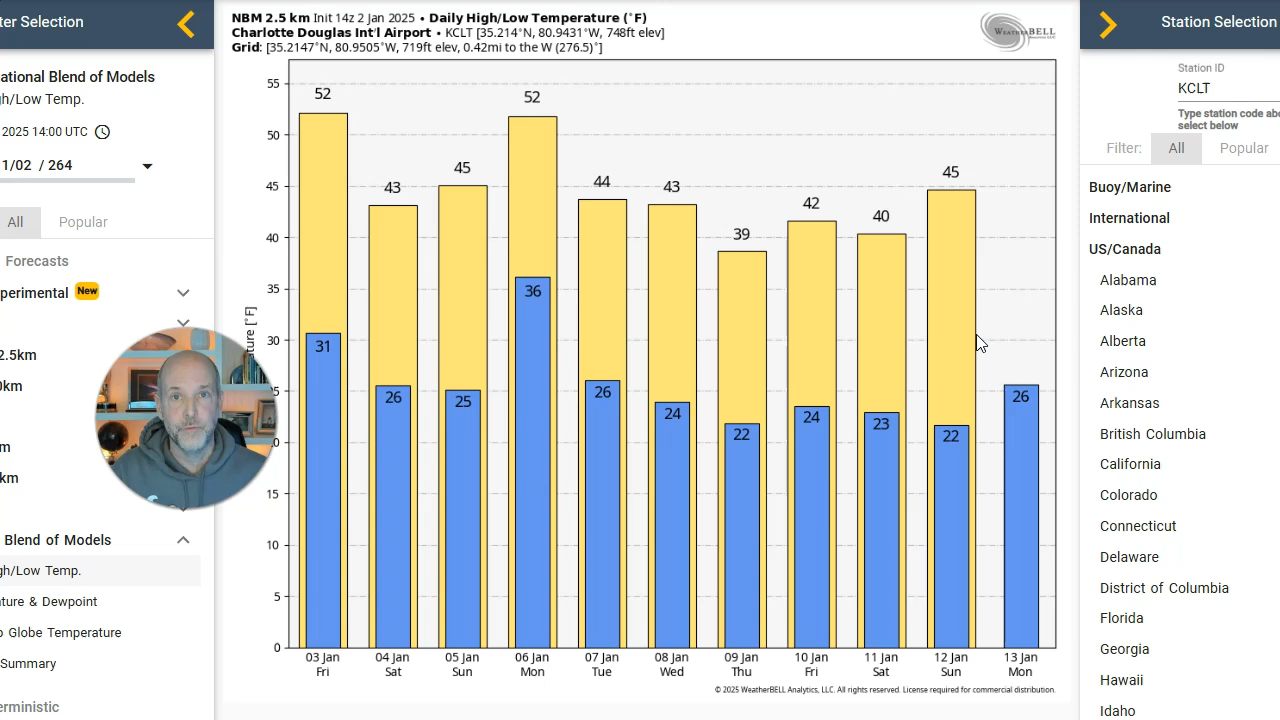 ter Selection
NBM 2.5 km Init 14z 2 Jan 2025 • Daily High/Low Temperature (°F)
Charlotte Douglas Int'l Airport • KCLT [35.214°N, 80.9431°W, 748ft elev]
Grid: [35.2147°N, 80.9505°W, 719ft elev, 0.42mi to the W (276.5)°]
WeatherBELL
Station Selection
ational Blend of Models
gh/Low Temp.
2025 14:00 UTC
1/02 / 264
All
Popular
Forecasts
perimental New
2.5km
0km
m
km
Blend of Models
gh/Low Temp.
ture & Dewpoint
b Globe Temperature
Summary
erministic
ature [°F]
55
50
45
40
35
30
25
20
15
10
5
0
52
43
45
52
44
43
39
42
40
45
31
26
25
36
26
24
22
24
23
22
26
03 Jan 04 Jan 05 Jan 06 Jan 07 Jan 08 Jan 09 Jan 10 Jan 11 Jan 12 Jan 13 Jan
Fri Sat Sun Mon Tue Wed Thu Fri Sat Sun Mon
© 2025 WeatherBELL Analytics, LLC. All rights reserved. License required for commercial distribution.
Station ID
KCLT
Type station code abo
select below
Filter: All Popular
Buoy/Marine
International
US/Canada
Alabama
Alaska
Alberta
Arizona
Arkansas
British Columbia
California
Colorado
Connecticut
Delaware
District of Columbia
Florida
Georgia
Hawaii
Idaho